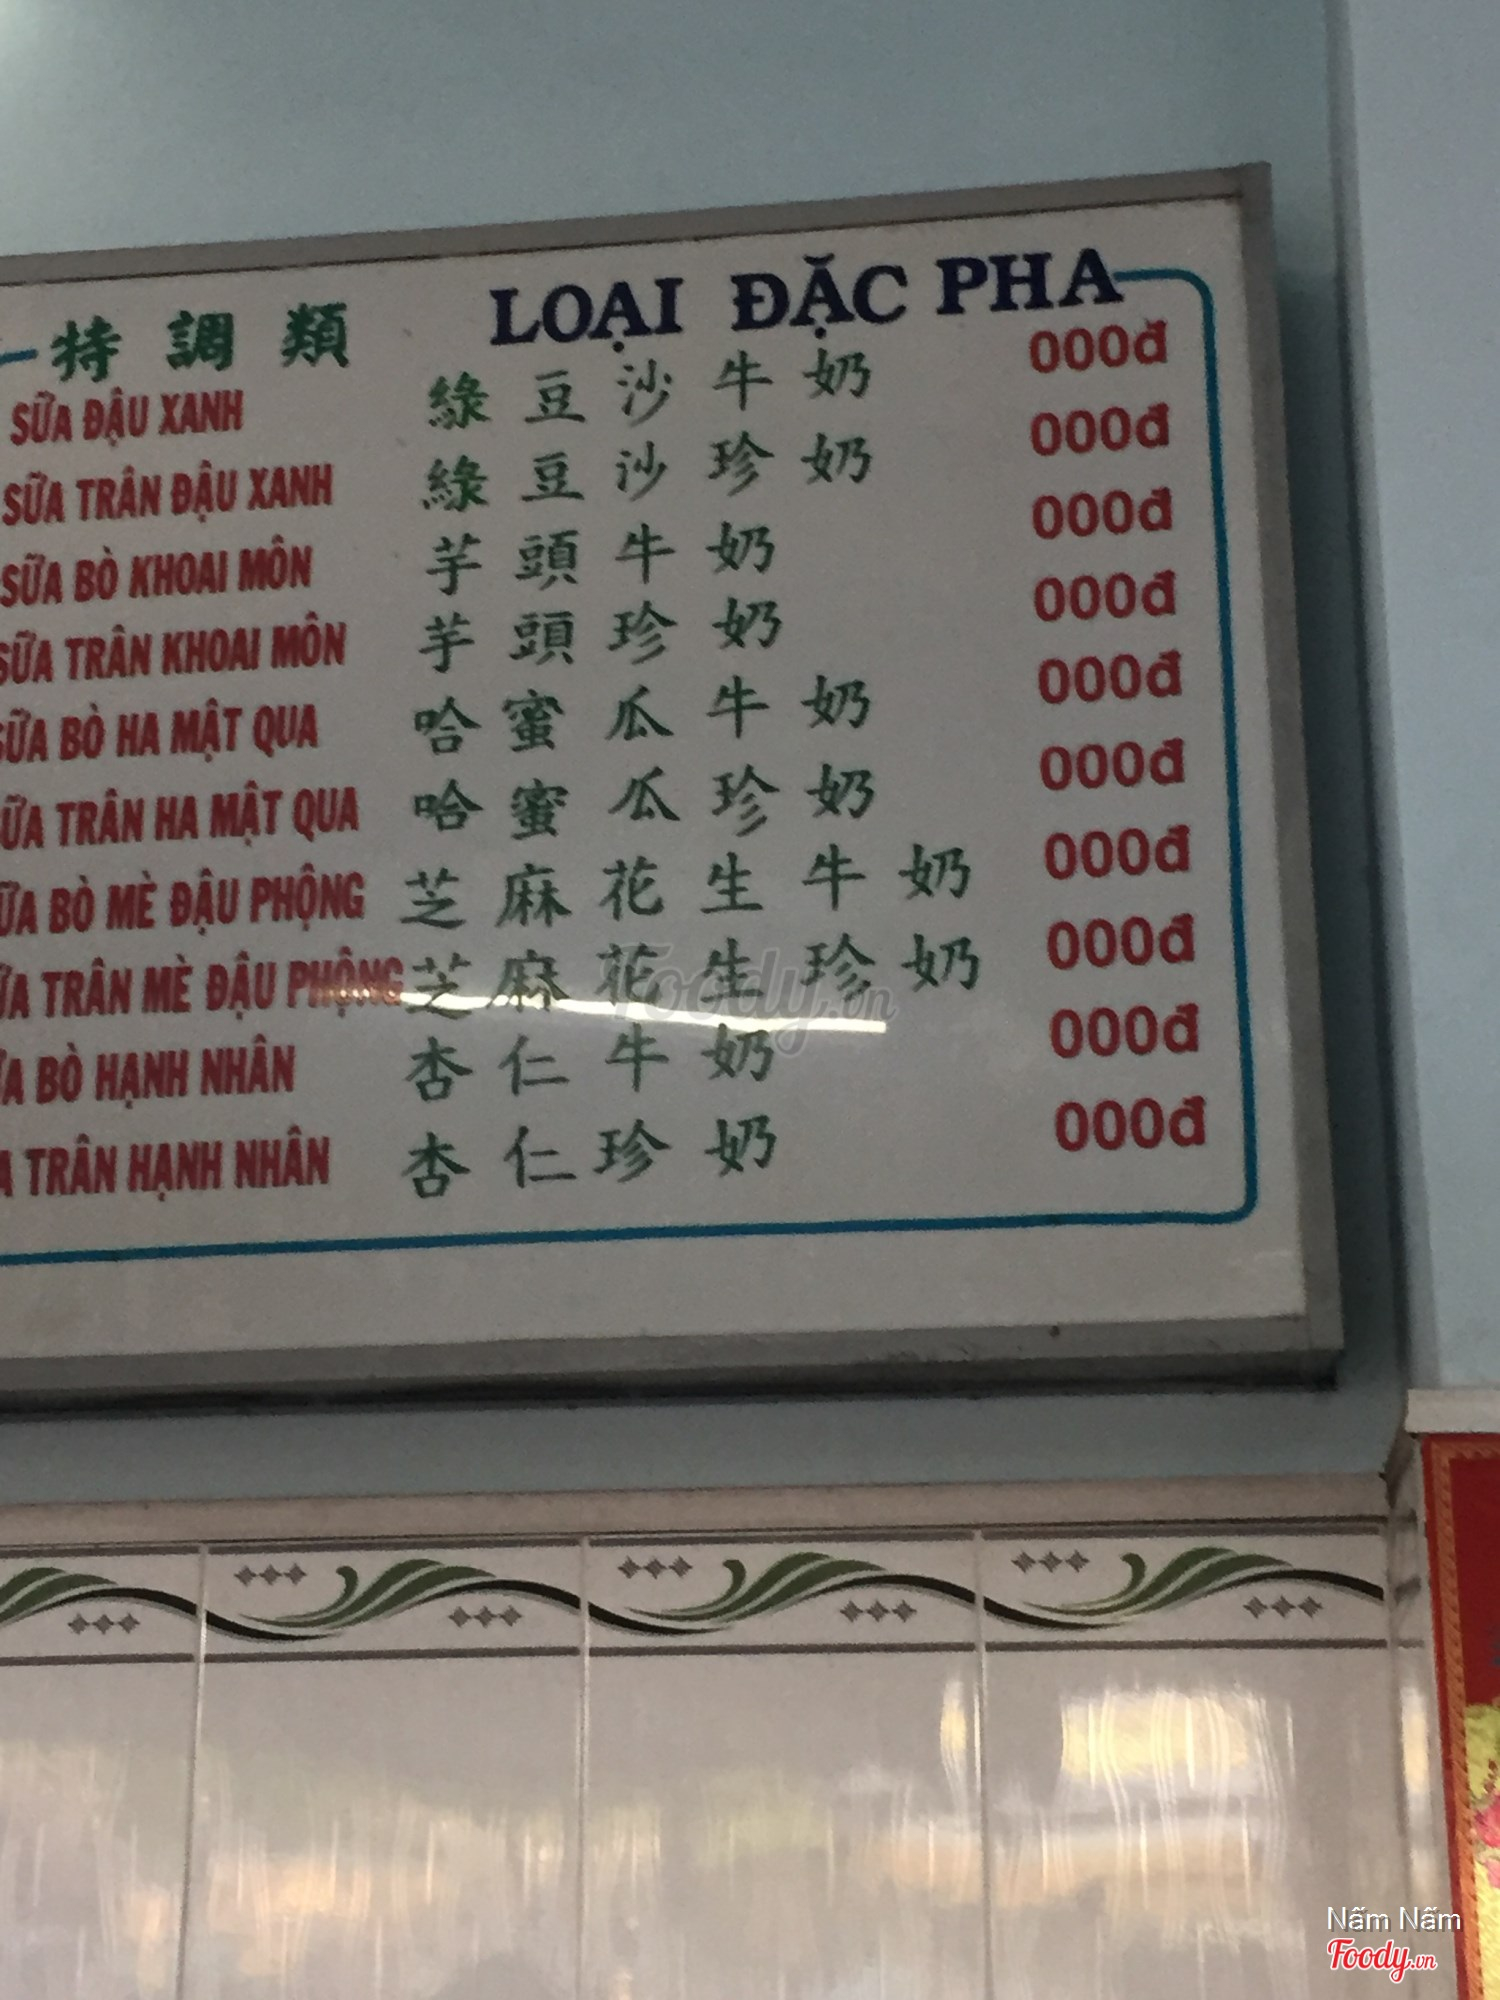 特調類 LOẠI ĐẶC PHA
SỮA ĐẬU XANH 綠豆沙牛奶 000đ
SỮA TRÂN ĐẬU XANH 綠豆沙珍奶 000đ
SỮA BÒ KHOAI MÔN 芋頭牛奶 000đ
SỮA TRÂN KHOAI MÔN 芋頭珍奶 000đ
SỮA BÒ HA MẬT QUA 哈蜜瓜牛奶 000đ
ỮA TRÂN HA MẬT QUA 哈蜜瓜珍奶 000đ
ỮA BÒ MÈ ĐẬU PHỘNG 芝麻花生牛奶 000đ
ỮA TRÂN MÈ ĐẬU PHỘNG 芝麻花生珍奶 000đ
A BÒ HẠNH NHÂN 杏仁牛奶 000đ
A TRÂN HẠNH NHÂN 杏仁珍奶 000đ
Foody.vn
Nấm Nấm
Foody.vn